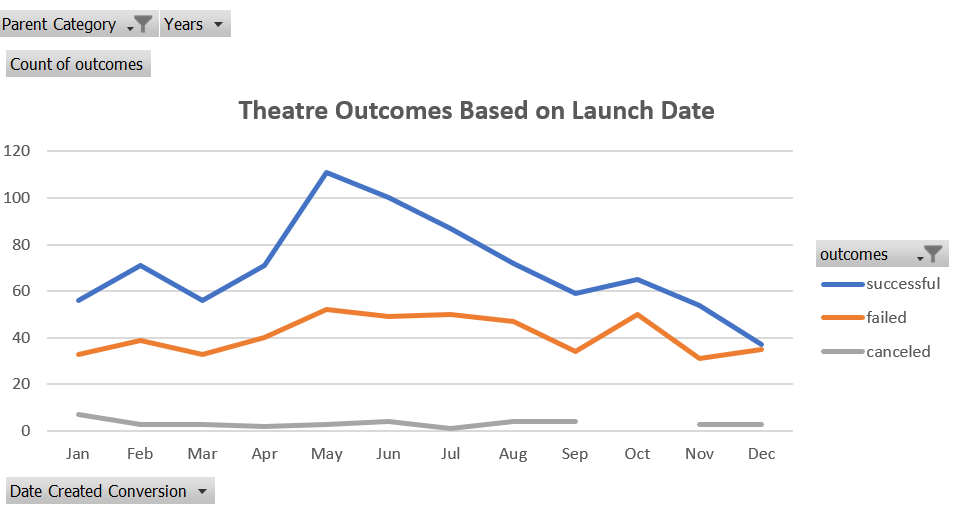 Parent Category Years
Count of outcomes
Theatre Outcomes Based on Launch Date
120
100
80
60
40
20
0
Jan Feb Mar Apr May Jun Jul Aug Sep Oct Nov Dec
outcomes
successful
failed
canceled
Date Created Conversion